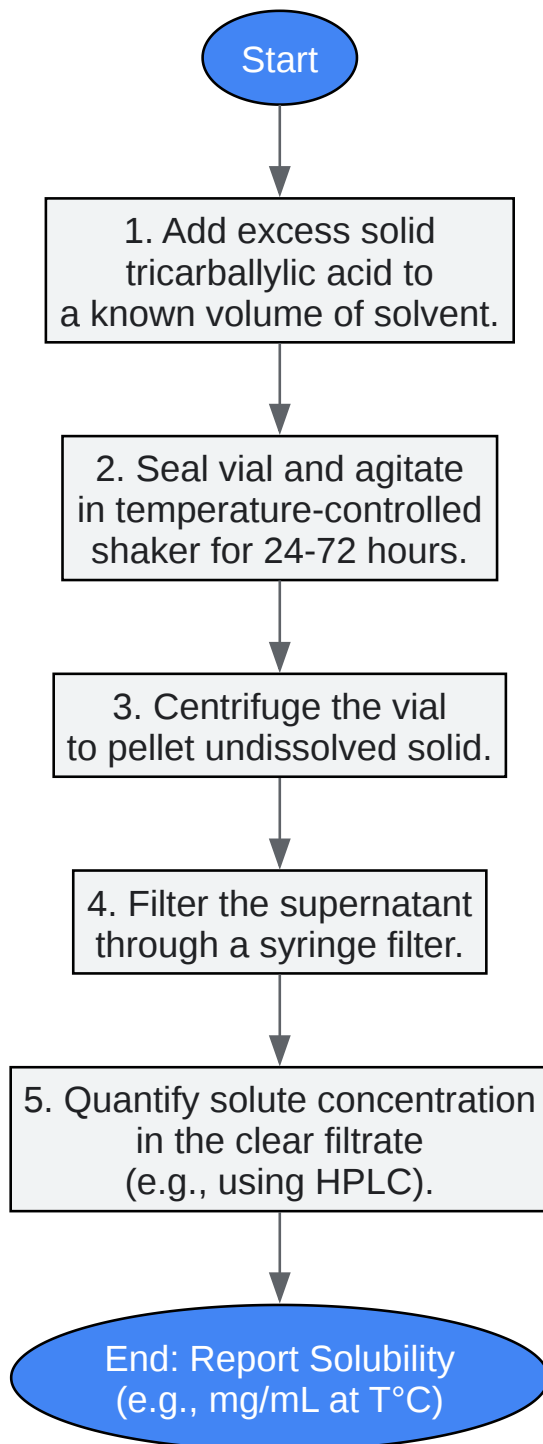 Start
1. Add excess solid
tricarballylic acid to
a known volume of solvent.
2. Seal vial and agitate
in temperature-controlled
shaker for 24-72 hours.
3. Centrifuge the vial
to pellet undissolved solid.
4. Filter the supernatant
through a syringe filter.
5. Quantify solute concentration
in the clear filtrate
(e.g., using HPLC).
End: Report Solubility
(e.g., mg/mL at T°C)